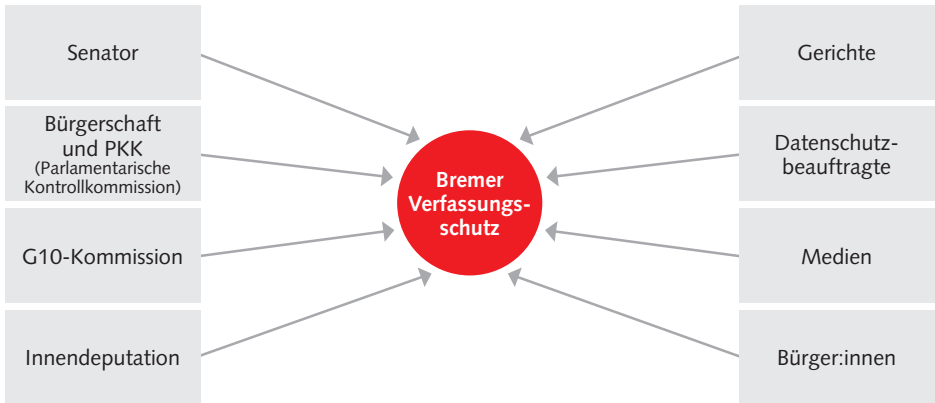 Senator
Bürgerschaft
und PKK
(Parlamentarische
Kontrollkommission)
G10-Kommission
Innendeputation
Bremer
Verfassungs-
schutz
Gerichte
Datenschutz-
beauftragte
Medien
Bürger:innen